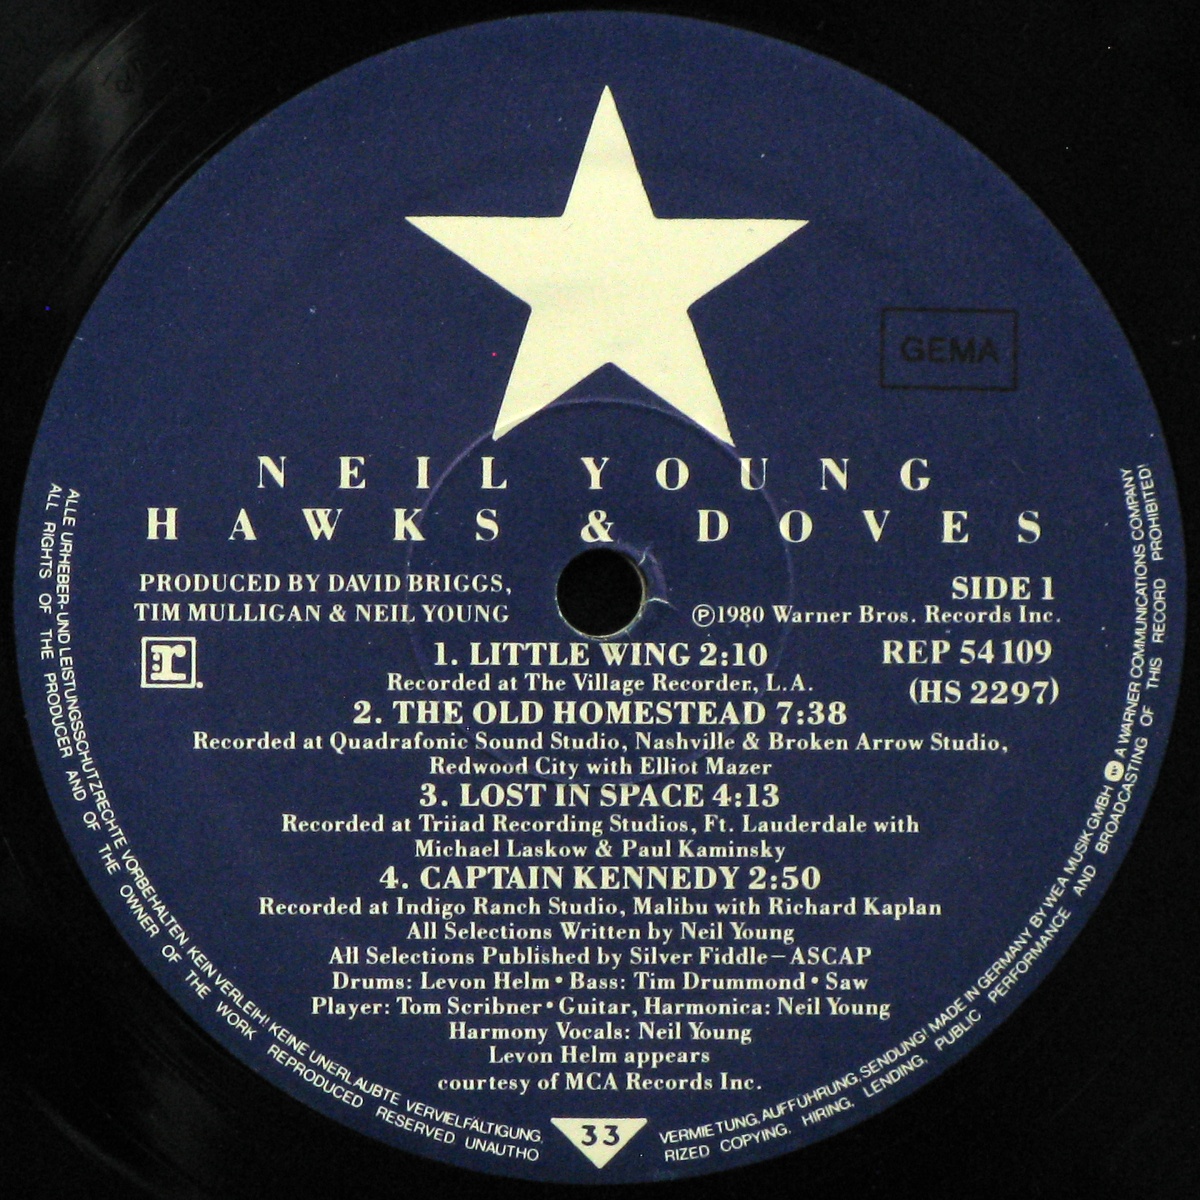 GEMA
NEIL YOUNG
HAWKS & DOVES
PRODUCED BY DAVID BRIGGS,
TIM MULLIGAN & NEIL YOUNG
SIDE 1
℗1980 Warner Bros. Records Inc.
REP 54 109
(HS 2297)
r.
1. LITTLE WING 2:10
Recorded at The Village Recorder, L.A.
2. THE OLD HOMESTEAD 7:38
Recorded at Quadrafonic Sound Studio, Nashville & Broken Arrow Studio,
Redwood City with Elliot Mazer
3. LOST IN SPACE 4:13
Recorded at Triiad Recording Studios, Ft. Lauderdale with
Michael Laskow & Paul Kaminsky
4. CAPTAIN KENNEDY 2:50
Recorded at Indigo Ranch Studio, Malibu with Richard Kaplan
All Selections Written by Neil Young
All Selections Published by Silver Fiddle—ASCAP
Drums: Levon Helm • Bass: Tim Drummond • Saw
Player: Tom Scribner • Guitar, Harmonica: Neil Young
Harmony Vocals: Neil Young
Levon Helm appears
courtesy of MCA Records Inc.
33
ALLE URHEBER- UND LEISTUNGSSCHUTZRECHTE VORBEHALTEN KEIN VERLEIH! KEINE UNERLAUBTE VERVIELFÄLTIGUNG, VERMIETUNG, AUFFÜHRUNG, SENDUNG! MADE IN GERMANY BY WEA MUSIK GMBH A WARNER COMMUNICATIONS COMPANY
ALL RIGHTS OF THE PRODUCER AND OF THE OWNER OF THE WORK REPRODUCED RESERVED UNAUTHORIZED COPYING, HIRING, LENDING, PUBLIC PERFORMANCE AND BROADCASTING OF THIS RECORD PROHIBITED!